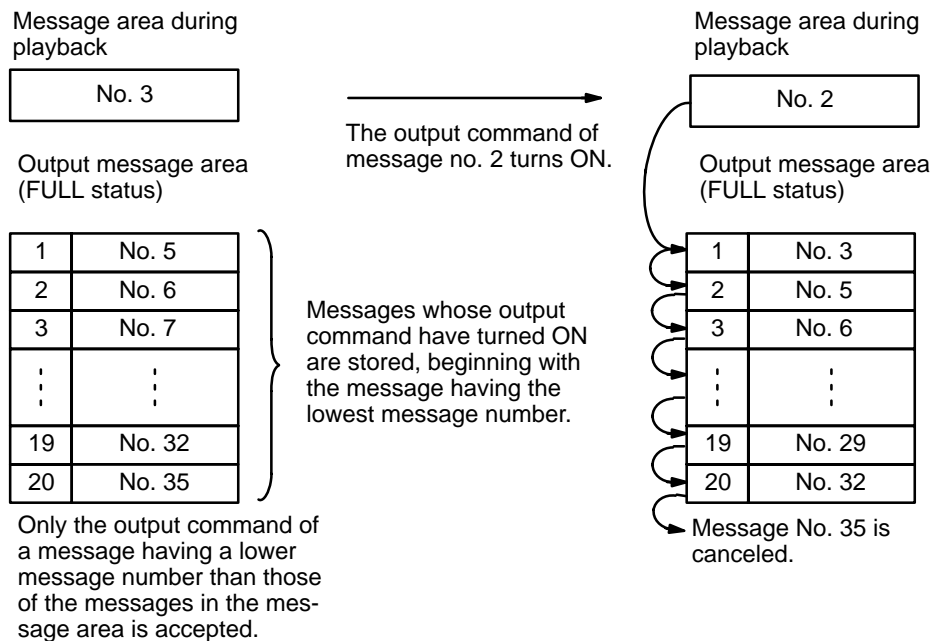 Message area during
playback
No. 3
Output message area
(FULL status)
1 No. 5
2 No. 6
3 No. 7
19 No. 32
20 No. 35
Only the output command of
a message having a lower
message number than those
of the messages in the mes-
sage area is accepted.
The output command of
message no. 2 turns ON.
Messages whose output
command have turned ON
are stored, beginning with
the message having the
lowest message number.
Message area during
playback
No. 2
Output message area
(FULL status)
1 No. 3
2 No. 5
3 No. 6
19 No. 29
20 No. 32
Message No. 35 is
canceled.